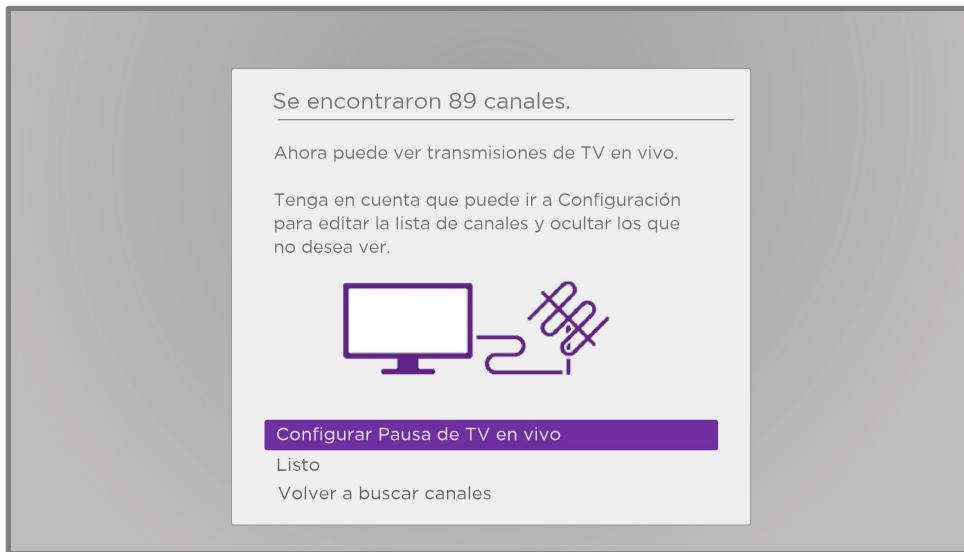 Se encontraron 89 canales.
Ahora puede ver transmisiones de TV en vivo.
Tenga en cuenta que puede ir a Configuración
para editar la lista de canales y ocultar los que
no desea ver.
Configurar Pausa de TV en vivo
Listo
Volver a buscar canales